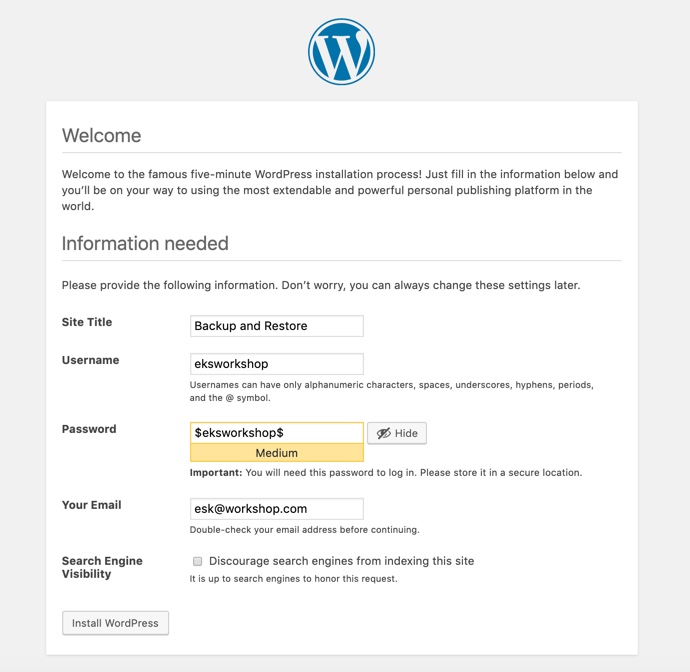 Welcome
Welcome to the famous five-minute WordPress installation process! Just fill in the information below and
you’ll be on your way to using the most extendable and powerful personal publishing platform in the
world.
Information needed
Please provide the following information. Don’t worry, you can always change these settings later.
Site Title
Backup and Restore
Username
eksworkshop
Usernames can have only alphanumeric characters, spaces, underscores, hyphens, periods,
and the @ symbol.
Password
$eksworkshop$
Hide
Medium
Important: You will need this password to log in. Please store it in a secure location.
Your Email
esk@workshop.com
Double-check your email address before continuing.
Search Engine
Visibility
Discourage search engines from indexing this site
It is up to search engines to honor this request.
Install WordPress